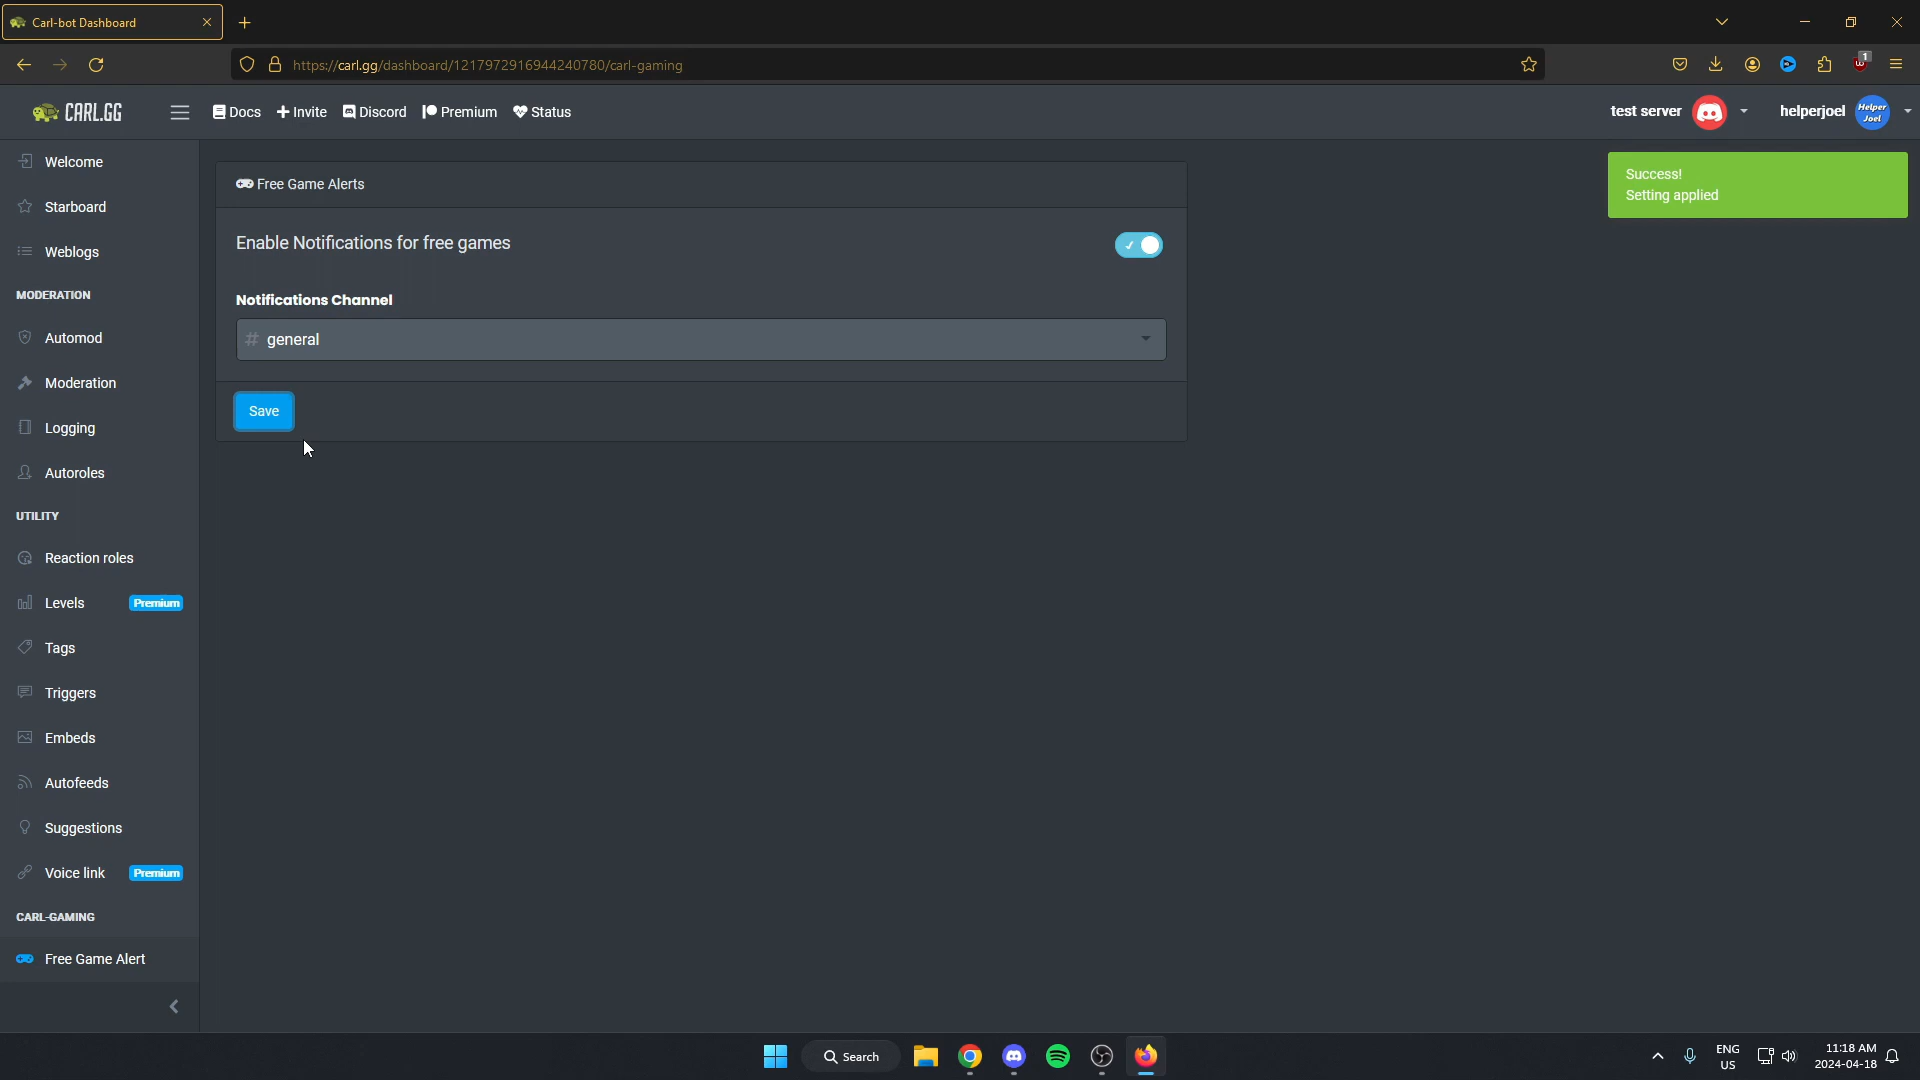 Carl-bot Dashboard
https://carl.gg/dashboard/1217972916944240780/carl-gaming
1
CARL.GG
Docs
Invite
Discord
Premium
Status
test server
helperjoel
Helper
Joel
Welcome
Starboard
Weblogs
MODERATION
Automod
Moderation
Logging
Autoroles
UTILITY
Reaction roles
Levels Premium
Tags
Triggers
Embeds
Autofeeds
Suggestions
Voice link Premium
CARL-GAMING
Free Game Alert
Free Game Alerts
Enable Notifications for free games
Notifications Channel
# general
Save
Success!
Setting applied
Search
ENG
US
11:18 AM
2024-04-18